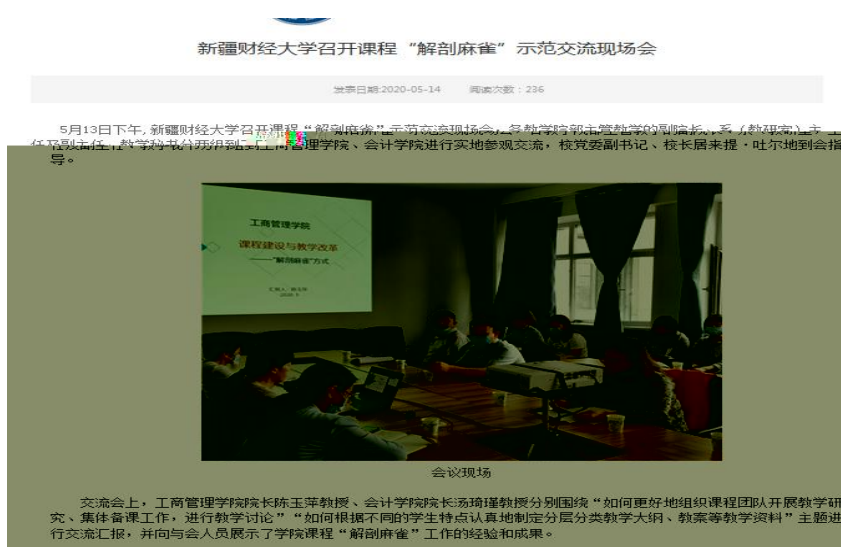 新疆财经大学召开课程“解剖麻雀”示范交流现场会
发表日期:2020-05-14 阅读次数：236
5月13日下午,新疆财经大学召开课程“解剖麻雀”示范交流现场会，各教学院部主管教学的副院长、系（教研室）主
任及副主任、教学秘书分两组到 管理学院、会计学院进行实地参观交流，校党委副书记、校长居来提·吐尔地到会指
导。
工商管理学院
课程建设与教学改革
——“解剖麻雀”方式
2020.5
会议现场
交流会上，工商管理学院院长陈玉萍教授、会计学院院长汤琦瑾教授分别围绕“如何更好地组织课程团队开展教学研
究、集体备课工作，进行教学讨论”“如何根据不同的学生特点认真地制定分层分类教学大纲、教案等教学资料”主题进
行交流汇报，并向与会人员展示了学院课程“解剖麻雀”工作的经验和成果。